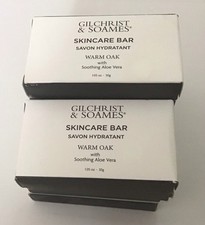 GILCHRIST
& SOAMES®
SKINCARE BAR
SAVON HYDRATANT
WARM OAK
with
Soothing Aloe Vera
GILCHRIST
& SOAMES®
SKINCARE BAR
SAVON HYDRATANT
WARM OAK
with
Soothing Aloe Vera